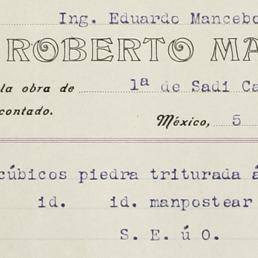 Ing. Eduardo Mancebo
ROBERTO MA
la obra de 1ª de Sadi Ca
contado. México, 5
cúbicos piedra triturada á
id. id. manpostear
S. E. ú O.